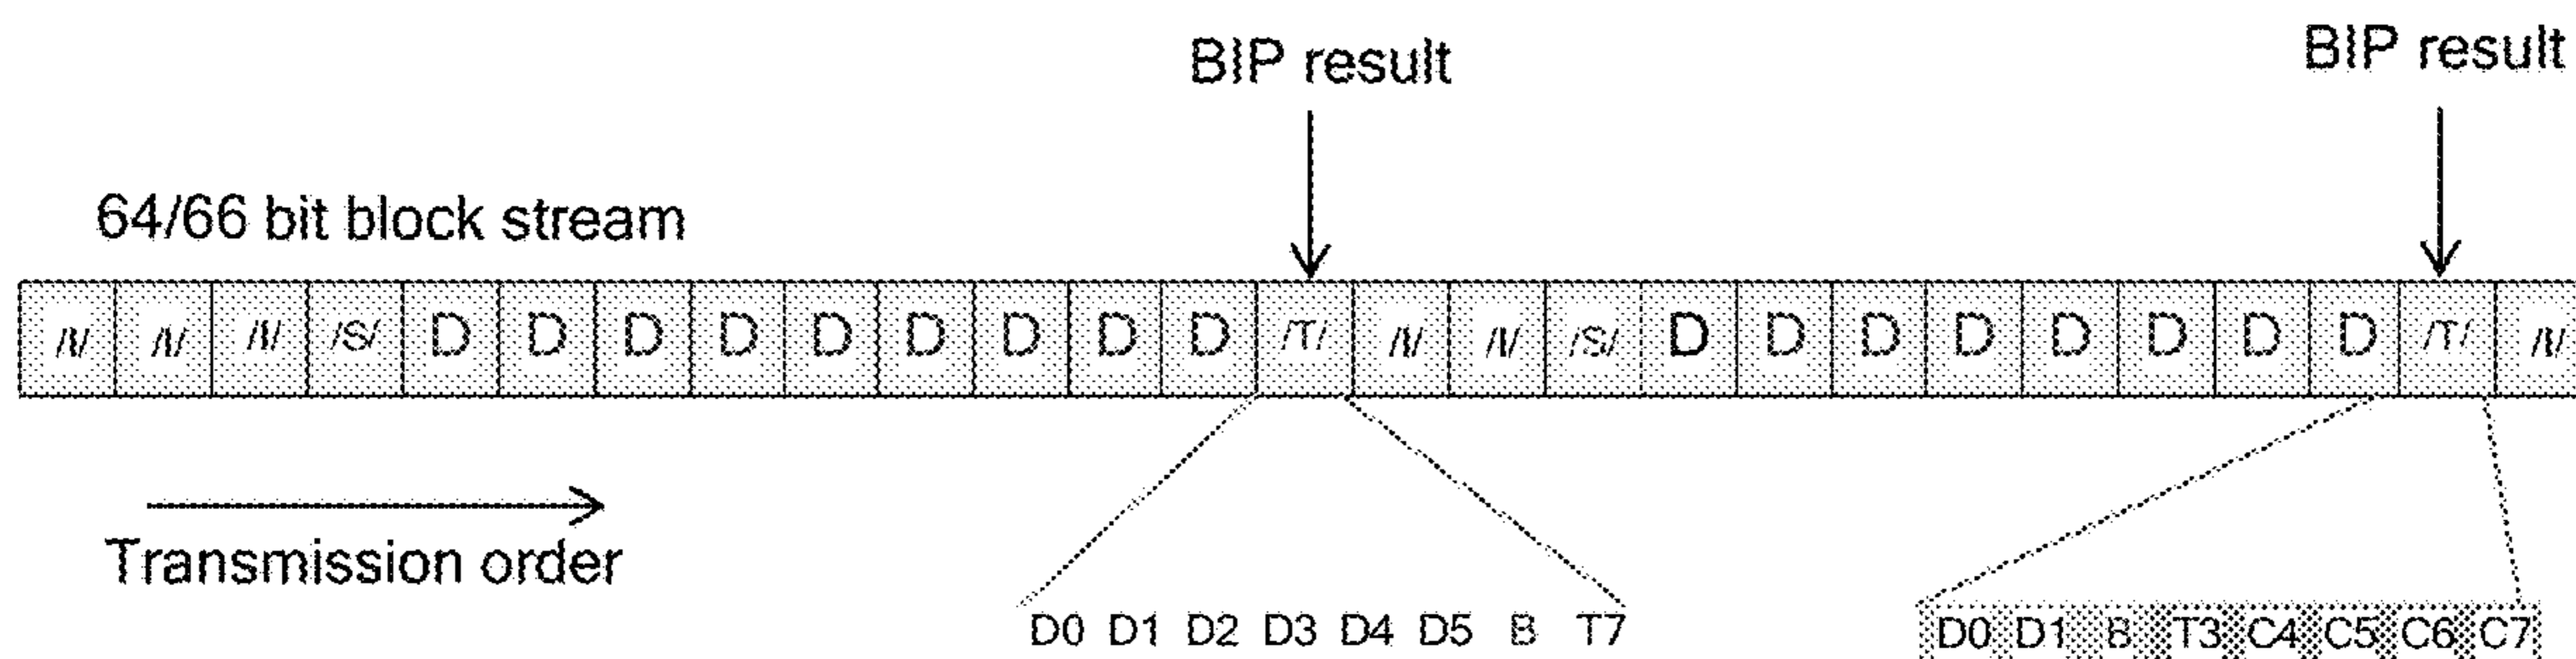 BIP result
BIP result
64/66 bit block stream
/I/ /I/ /I/ /S/ D D D D D D D D D /T/ /I/ /I/ /S/ D D D D D D D D /T/ /I/
Transmission order
D0 D1 D2 D3 D4 D5 B T7
D0 D1 B T3 C4 C5 C6 C7